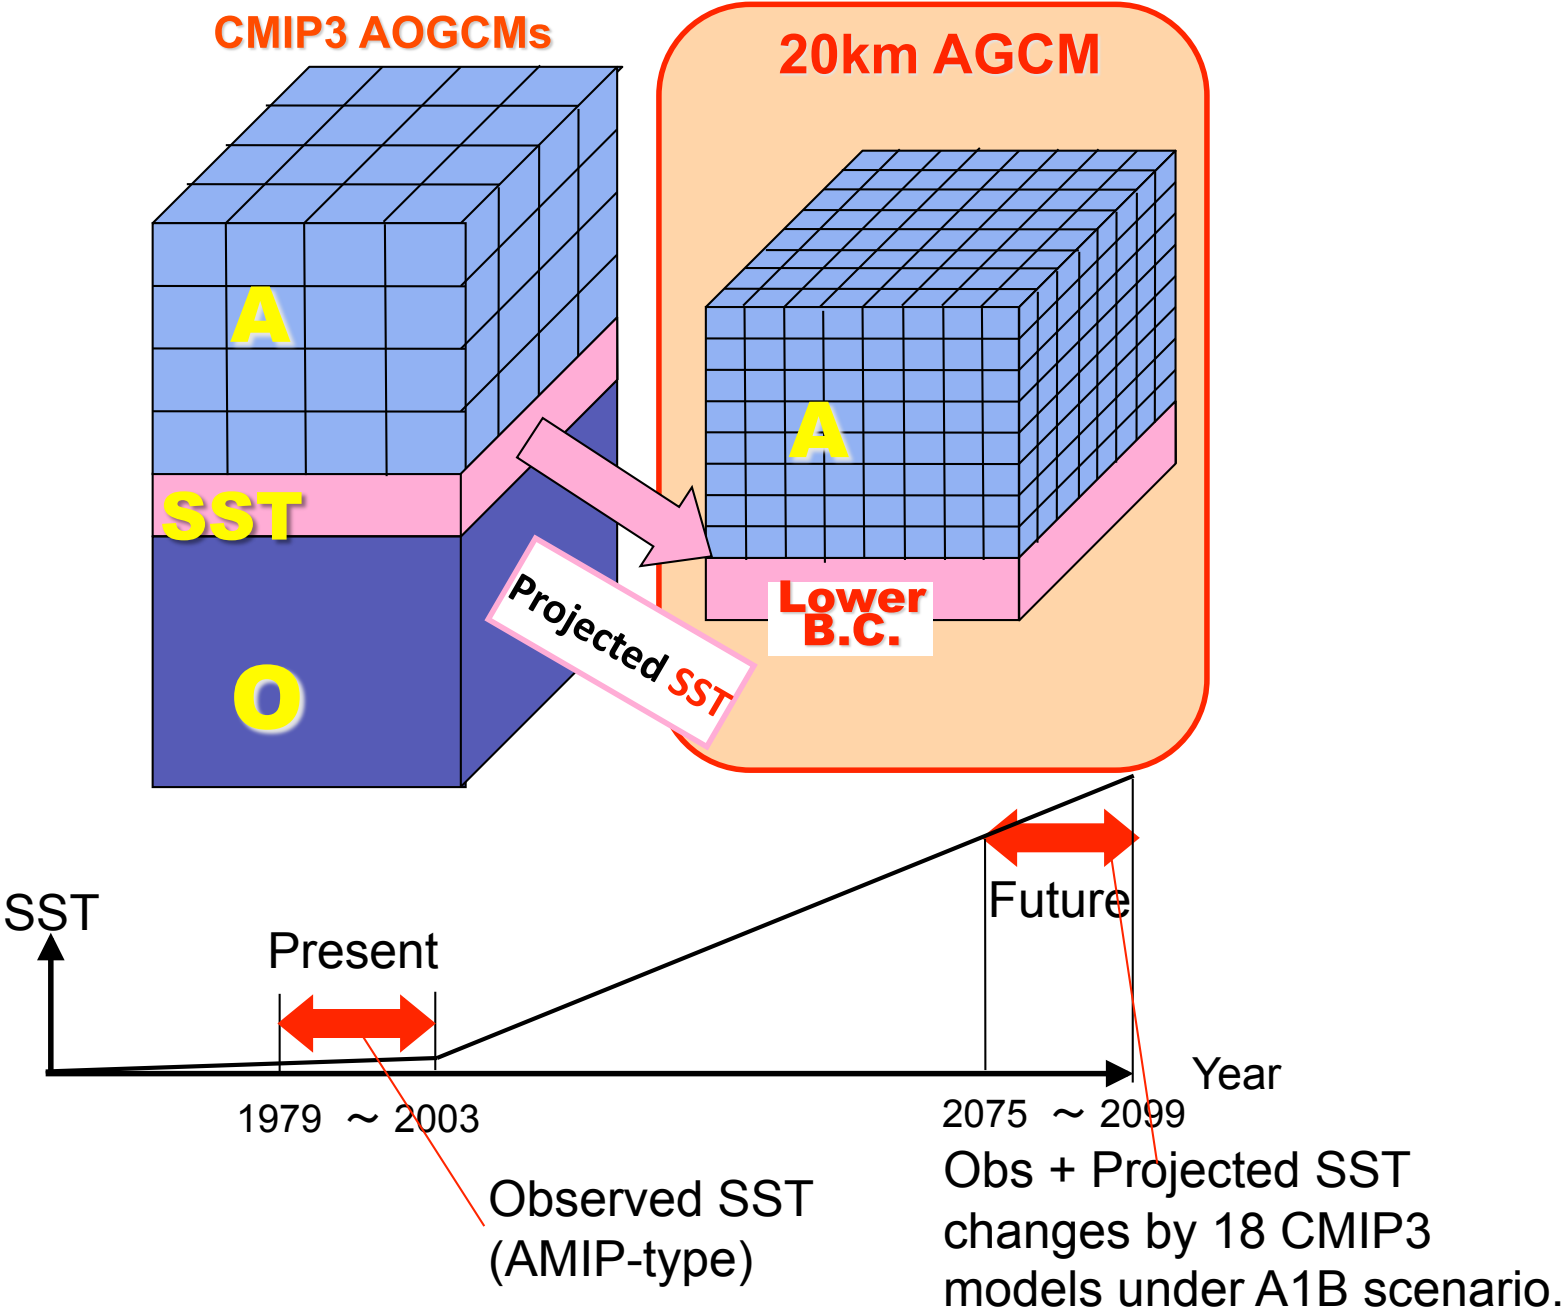 CMIP3 AOGCMs
20km AGCM
A
A
SST
Lower
B.C.
Projected SST
O
SST
Present
Future
Year
1979 ～ 2003
2075 ～ 2099
Observed SST
(AMIP-type)
Obs + Projected SST
changes by 18 CMIP3
models under A1B scenario.